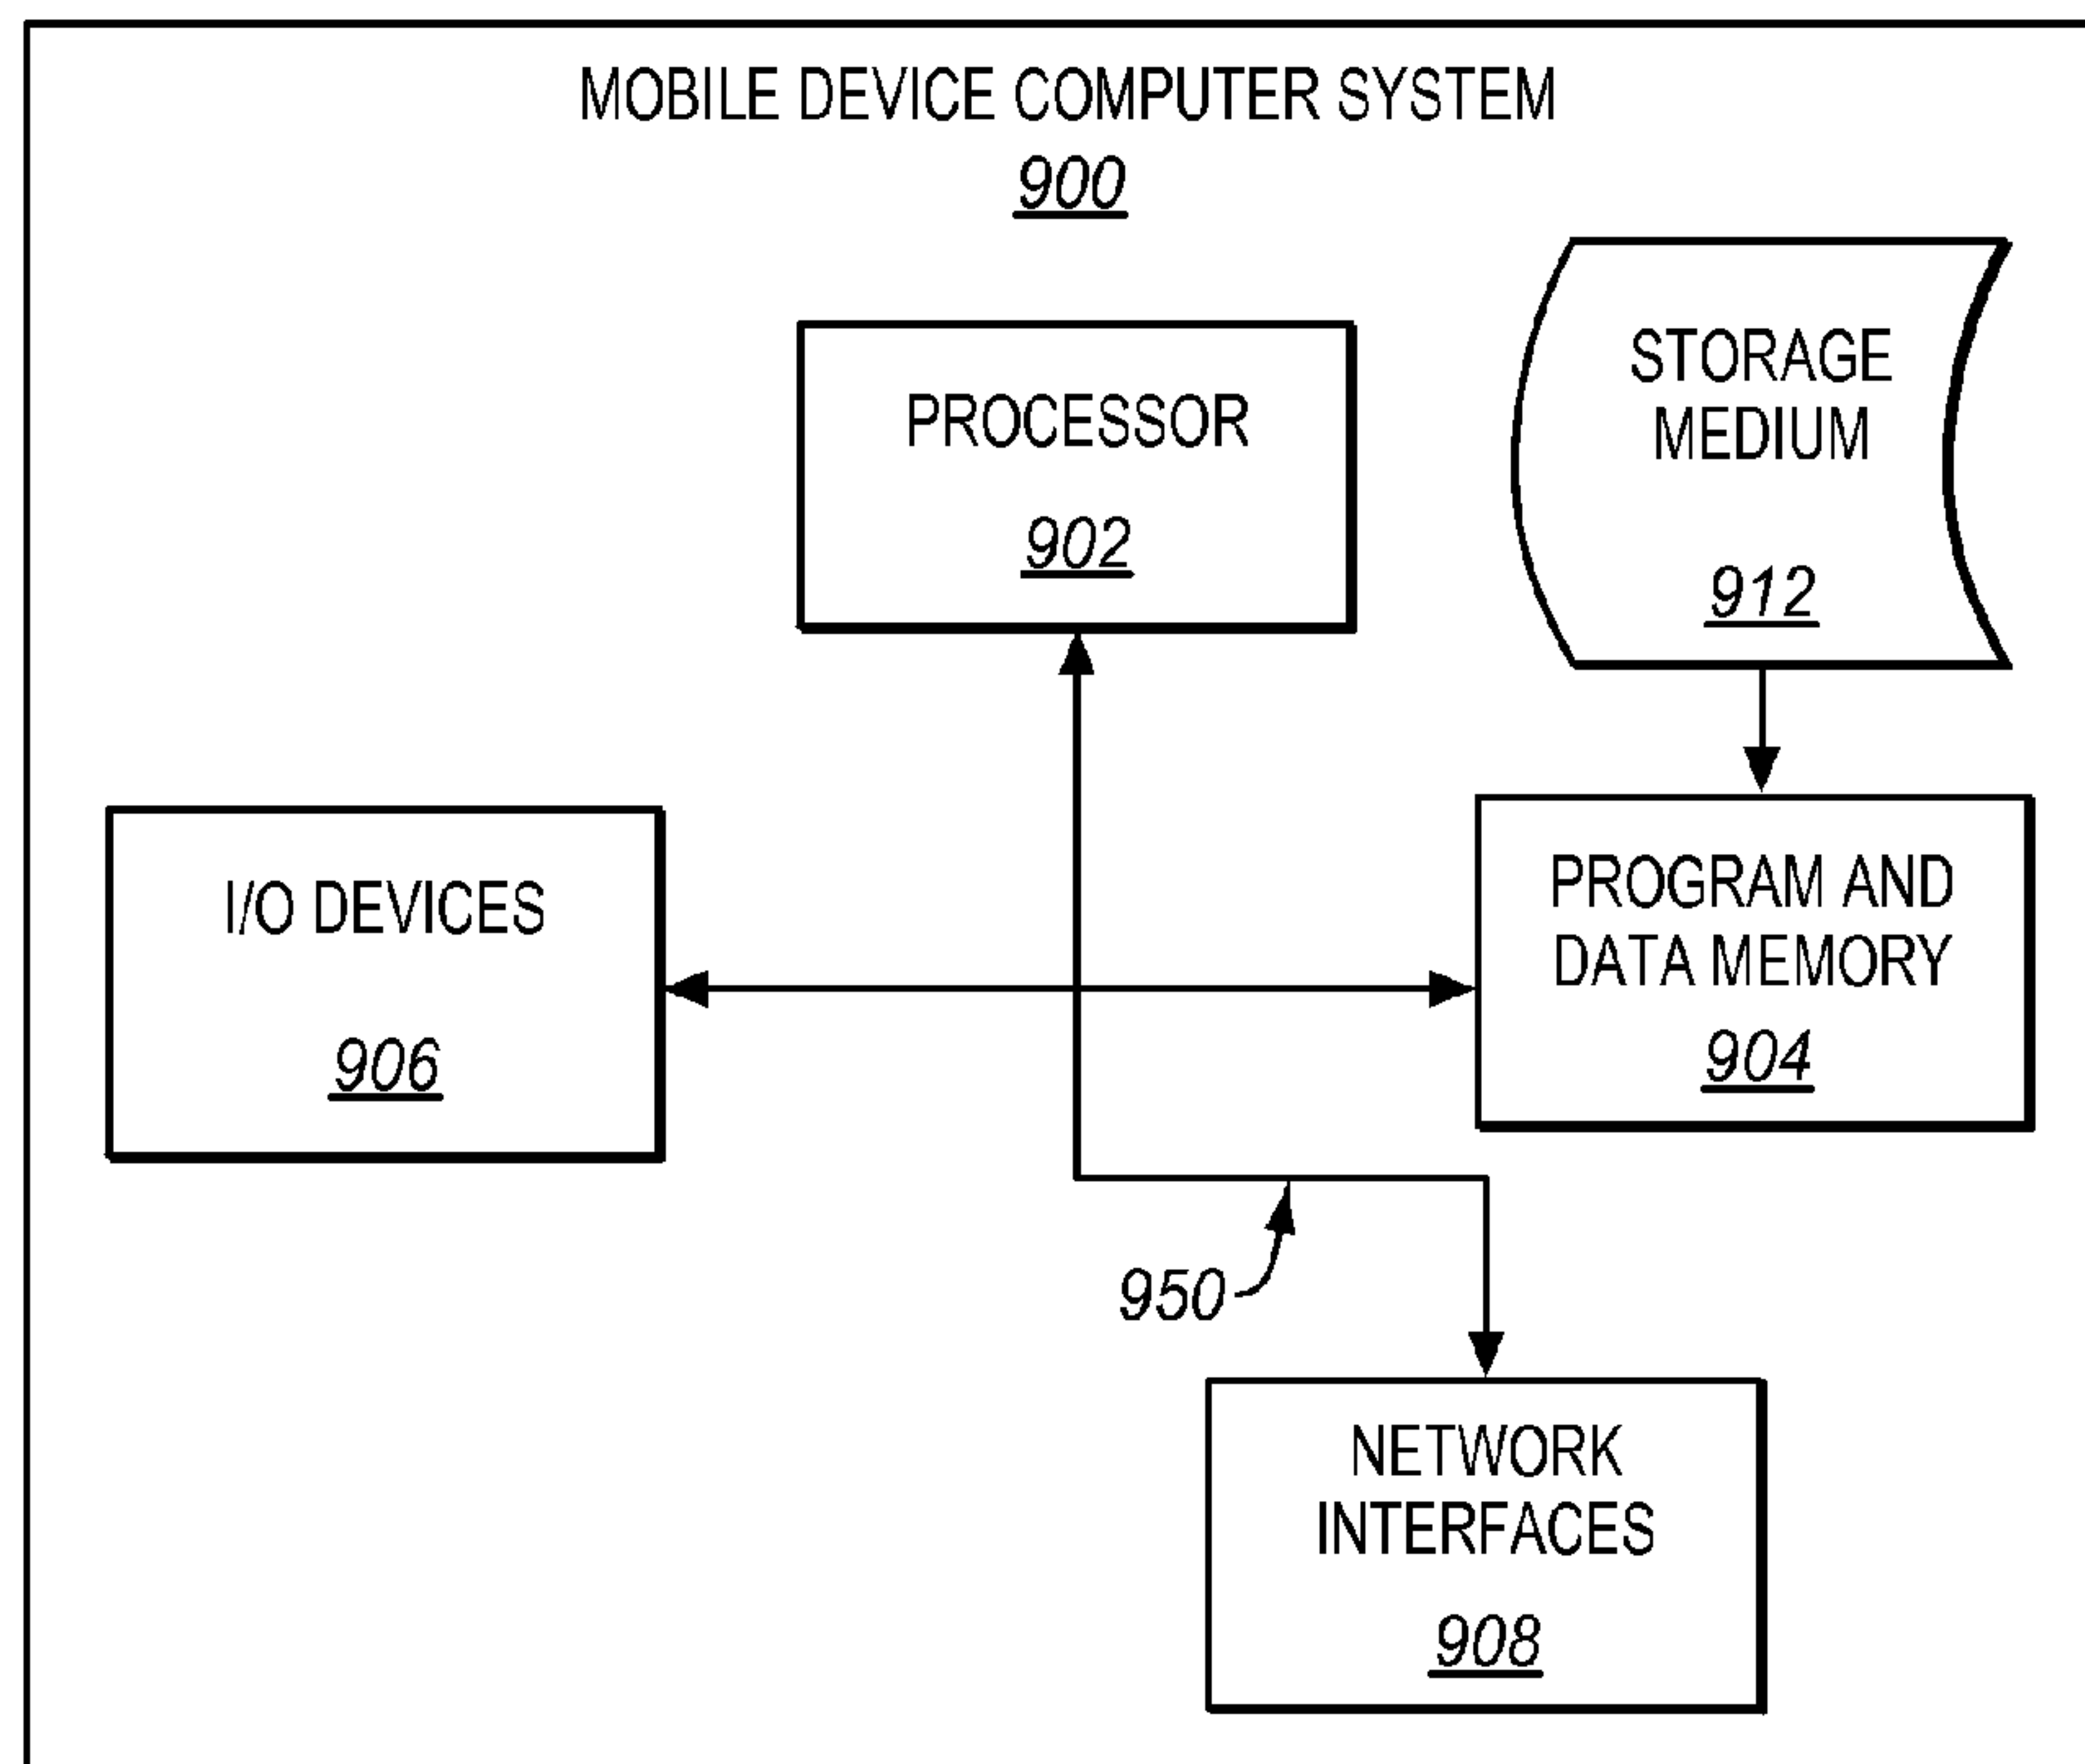 MOBILE DEVICE COMPUTER SYSTEM
900
PROCESSOR
902
STORAGE
MEDIUM
912
I/O DEVICES
906
PROGRAM AND
DATA MEMORY
904
950
NETWORK
INTERFACES
908